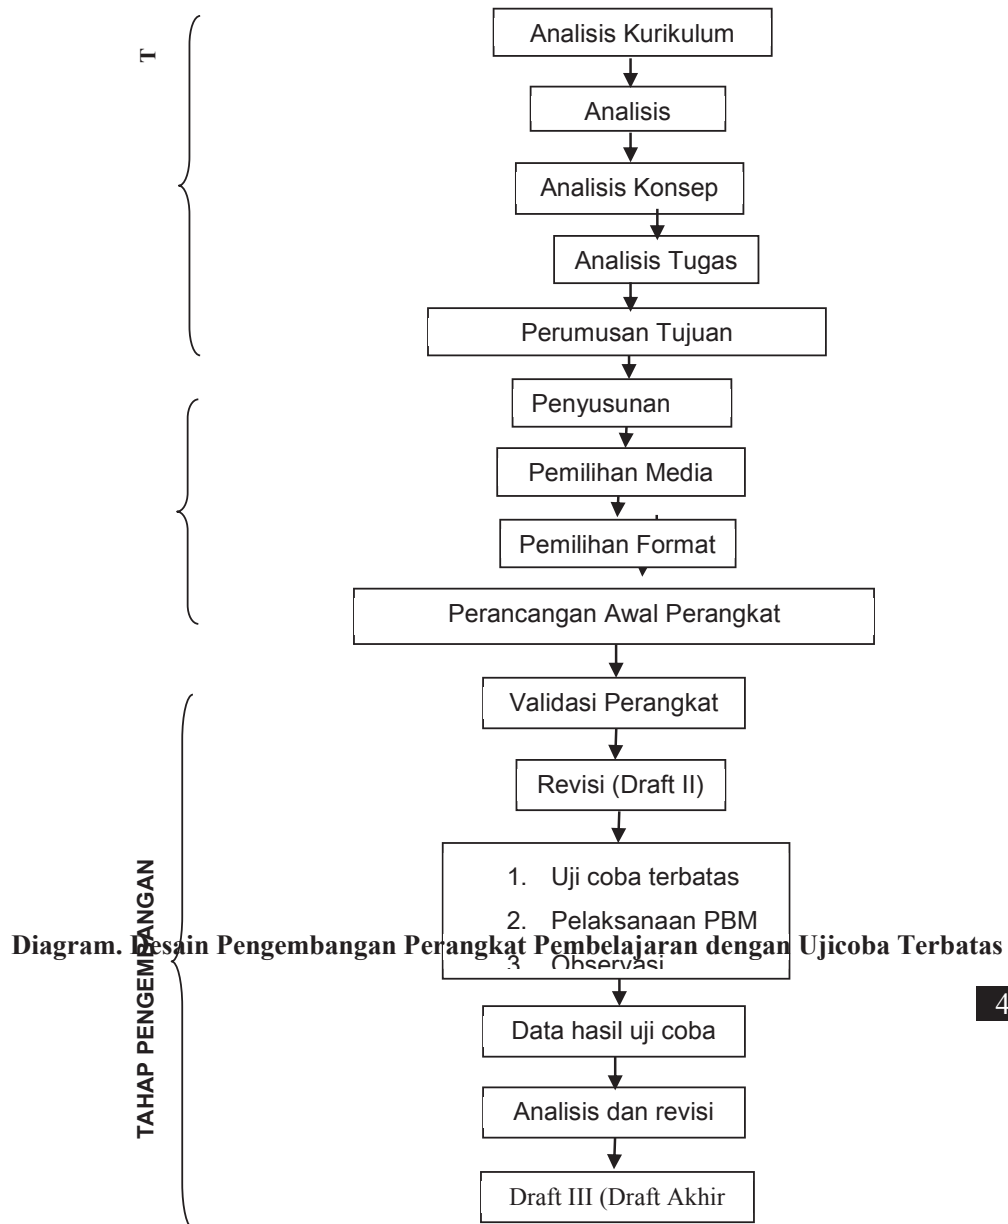 T
Analisis Kurikulum
Analisis
Analisis Konsep
Analisis Tugas
Perumusan Tujuan
Penyusunan
Pemilihan Media
Pemilihan Format
Perancangan Awal Perangkat
TAHAP PENGEMBANGAN
Validasi Perangkat
Revisi (Draft II)
1. Uji coba terbatas
2. Pelaksanaan PBM
3. Observasi
Diagram. Desain Pengembangan Perangkat Pembelajaran dengan Ujicoba Terbatas
4
Data hasil uji coba
Analisis dan revisi
Draft III (Draft Akhir